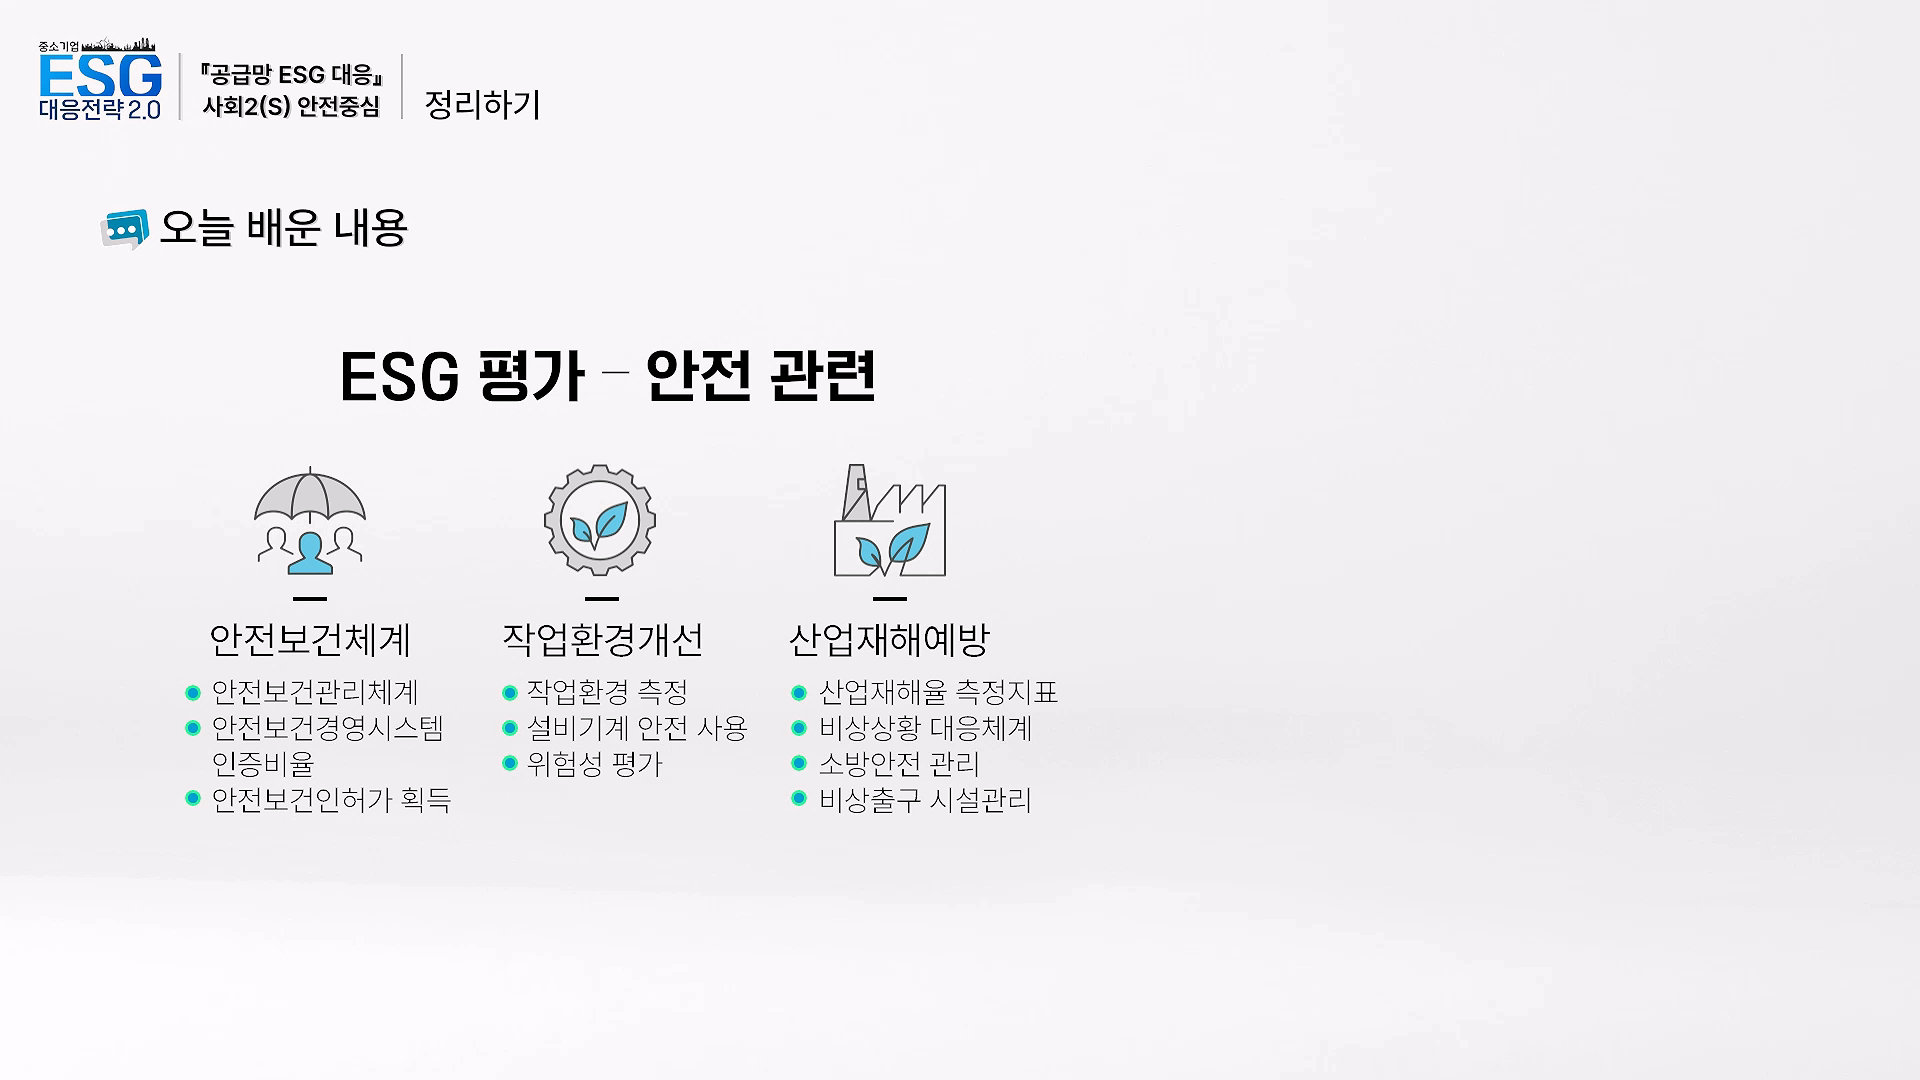 중소기업
ESG
대응전략 2.0
『공급망 ESG 대응』
사회2(S) 안전중심
정리하기
오늘 배운 내용
ESG 평가 – 안전 관련
안전보건체계
안전보건관리체계
안전보건경영시스템
인증비율
안전보건인허가 획득
작업환경개선
작업환경 측정
설비기계 안전 사용
위험성 평가
산업재해예방
산업재해율 측정지표
비상상황 대응체계
소방안전 관리
비상출구 시설관리